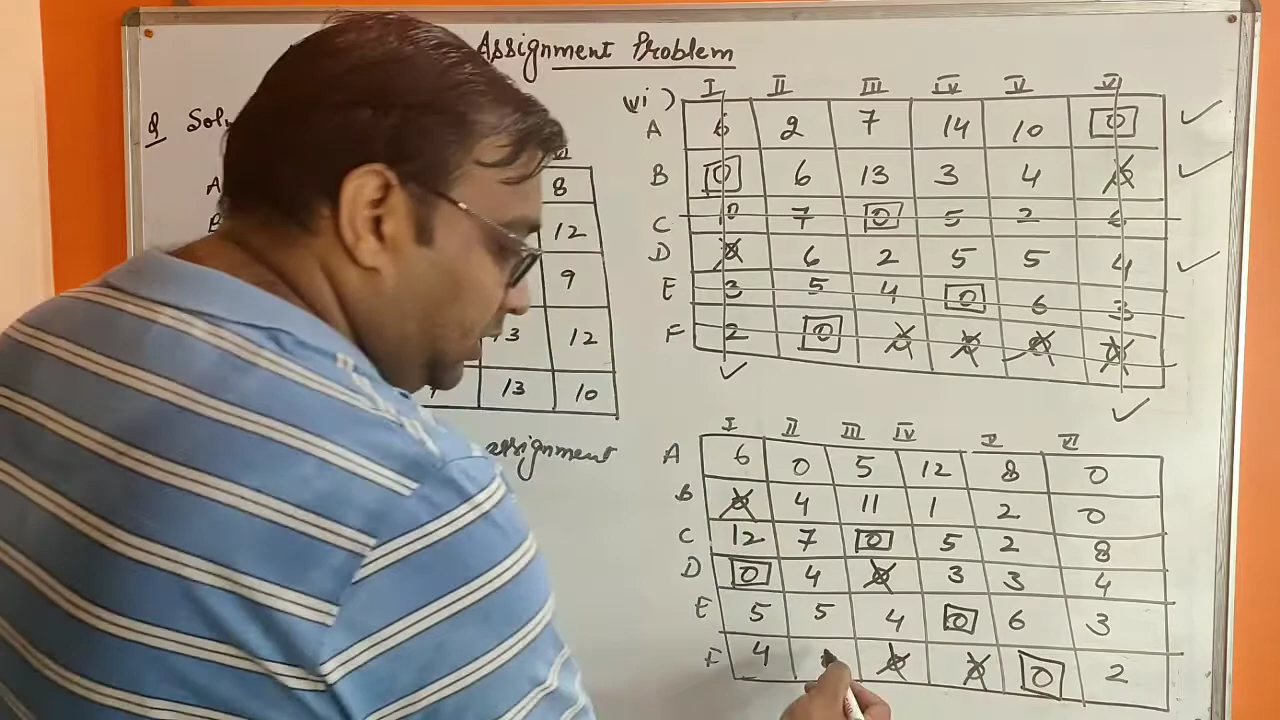 Assignment Problem
Q Soln
A 8
B 12
9
13 12
13 10
assignment
vi)
I II III IV V VI
A 6 2 7 14 10 0
B 0 6 13 3 4 0
C 10 7 0 5 2
D 0 6 2 5 5 4
E 3 5 4 0 6 3
F 2 0 0 0 0 0
I II III IV V VI
A 6 0 5 12 8 0
B 0 4 11 1 2 0
C 12 7 0 5 2 8
D 0 4 0 3 3 4
E 5 5 4 0 6 3
F 4 0 0 0 2